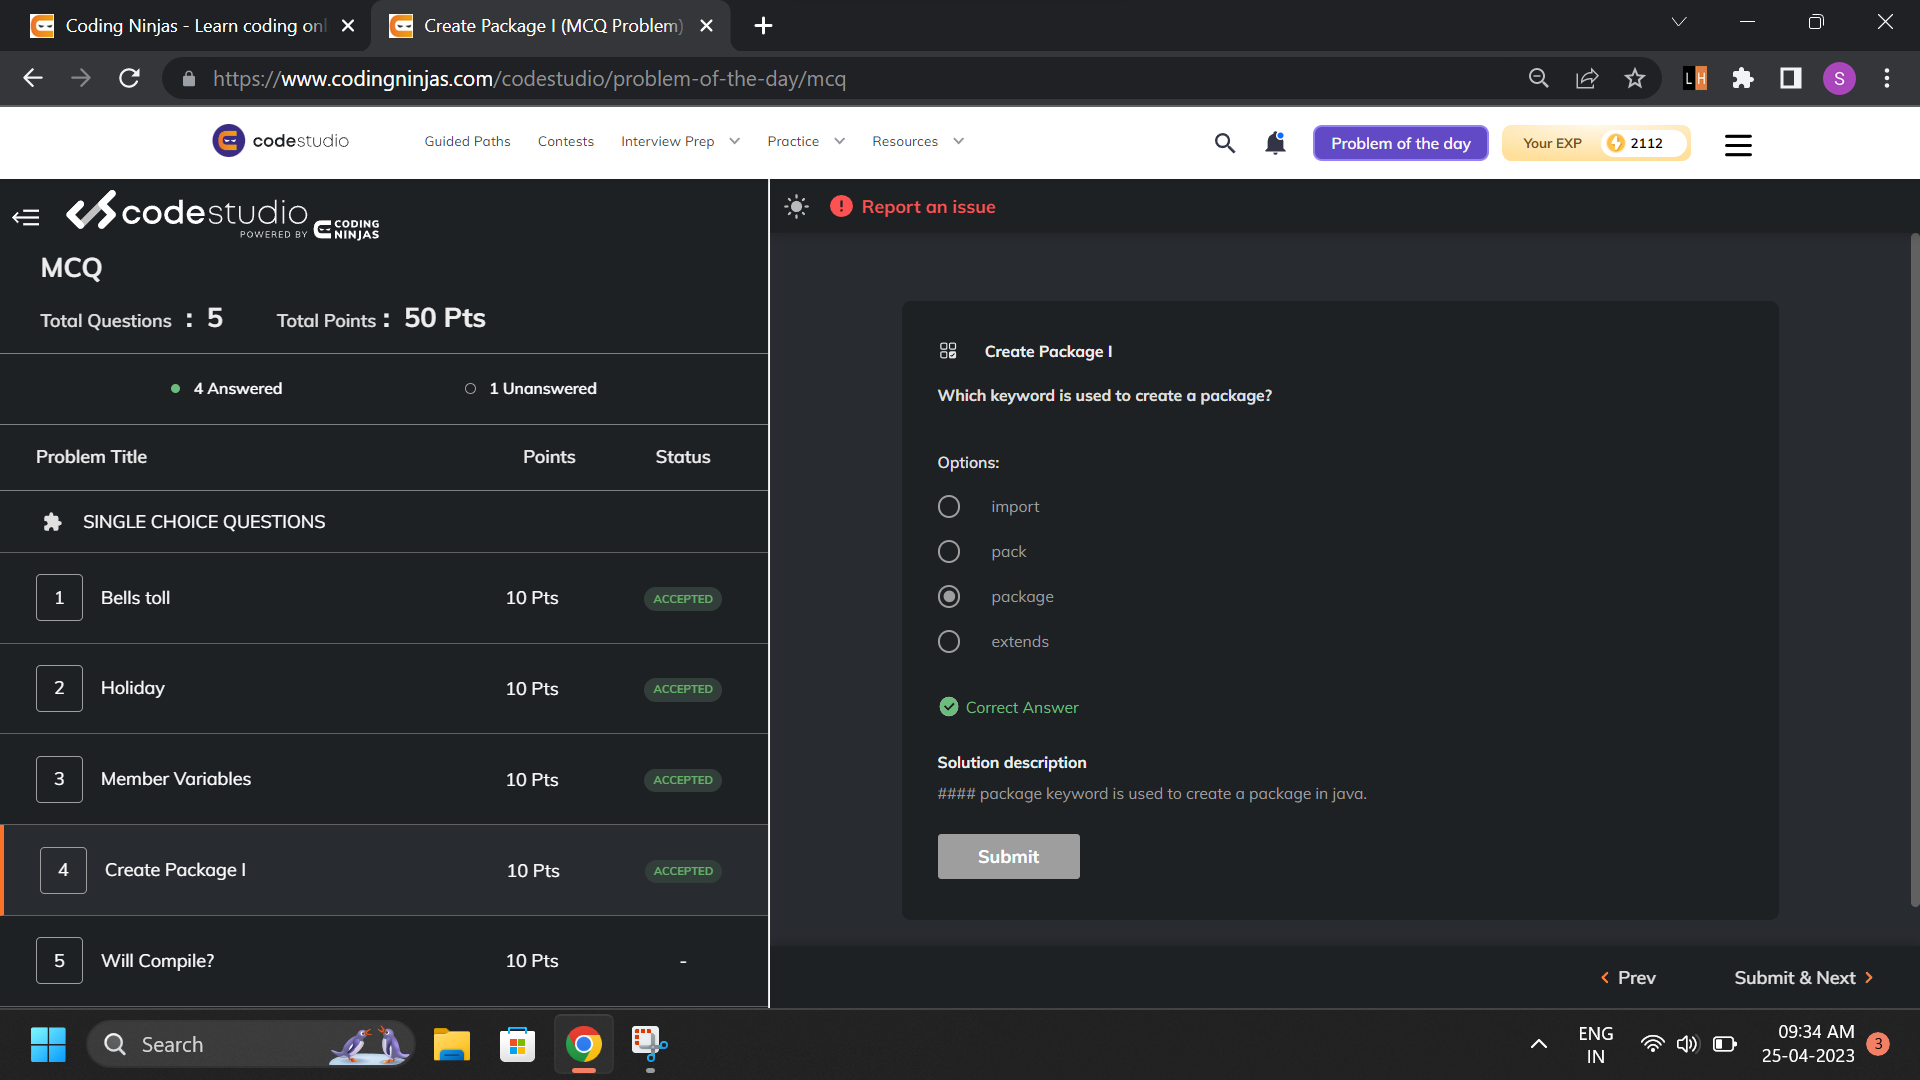 Coding Ninjas - Learn coding onl
Create Package I (MCQ Problem)
https://www.codingninjas.com/codestudio/problem-of-the-day/mcq
L H
S
codestudio
Guided Paths
Contests
Interview Prep
Practice
Resources
Problem of the day
Your EXP
2112
codestudio
POWERED BY CODING NINJAS
Report an issue
MCQ
Total Questions : 5
Total Points : 50 Pts
4 Answered
1 Unanswered
Problem Title
Points
Status
SINGLE CHOICE QUESTIONS
1 Bells toll 10 Pts ACCEPTED
2 Holiday 10 Pts ACCEPTED
3 Member Variables 10 Pts ACCEPTED
4 Create Package I 10 Pts ACCEPTED
5 Will Compile? 10 Pts -
Create Package I
Which keyword is used to create a package?
Options:
import
pack
package
extends
Correct Answer
Solution description
#### package keyword is used to create a package in java.
Submit
Prev
Submit & Next
Search
ENG
IN
09:34 AM
25-04-2023
3